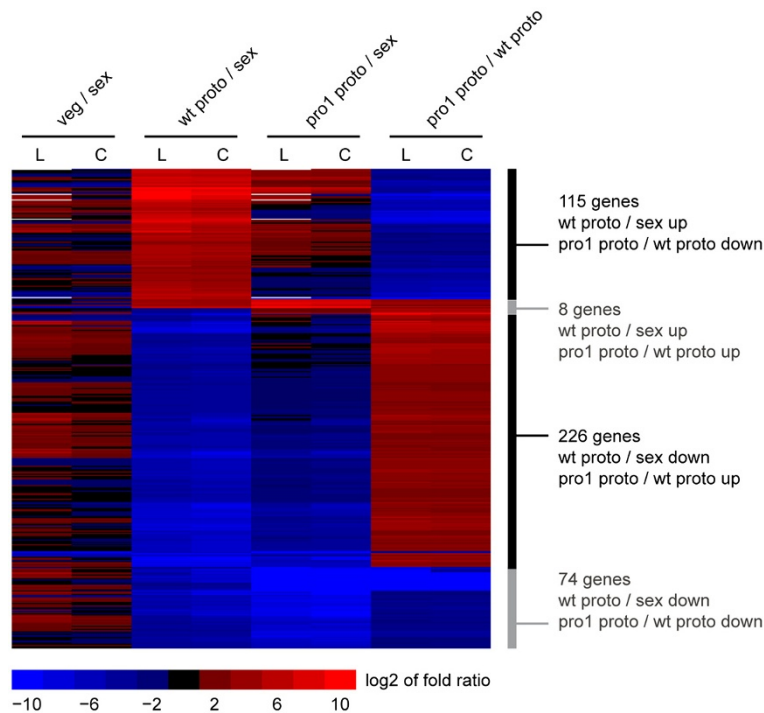 veg / sex
wt proto / sex
pro1 proto / sex
pro1 proto / wt proto
L C L C L C L C
115 genes
wt proto / sex up
pro1 proto / wt proto down
8 genes
wt proto / sex up
pro1 proto / wt proto up
226 genes
wt proto / sex down
pro1 proto / wt proto up
74 genes
wt proto / sex down
pro1 proto / wt proto down
log2 of fold ratio
−10 −6 −2 2 6 10